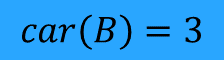 car(B) = 3